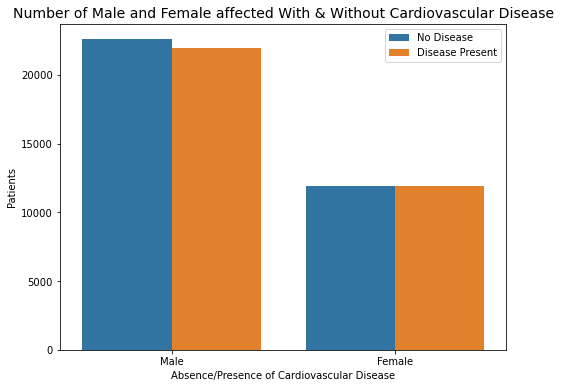 Number of Male and Female affected With & Without Cardiovascular Disease
No Disease
Disease Present
20000
15000
10000
5000
0
Patients
Male Female
Absence/Presence of Cardiovascular Disease